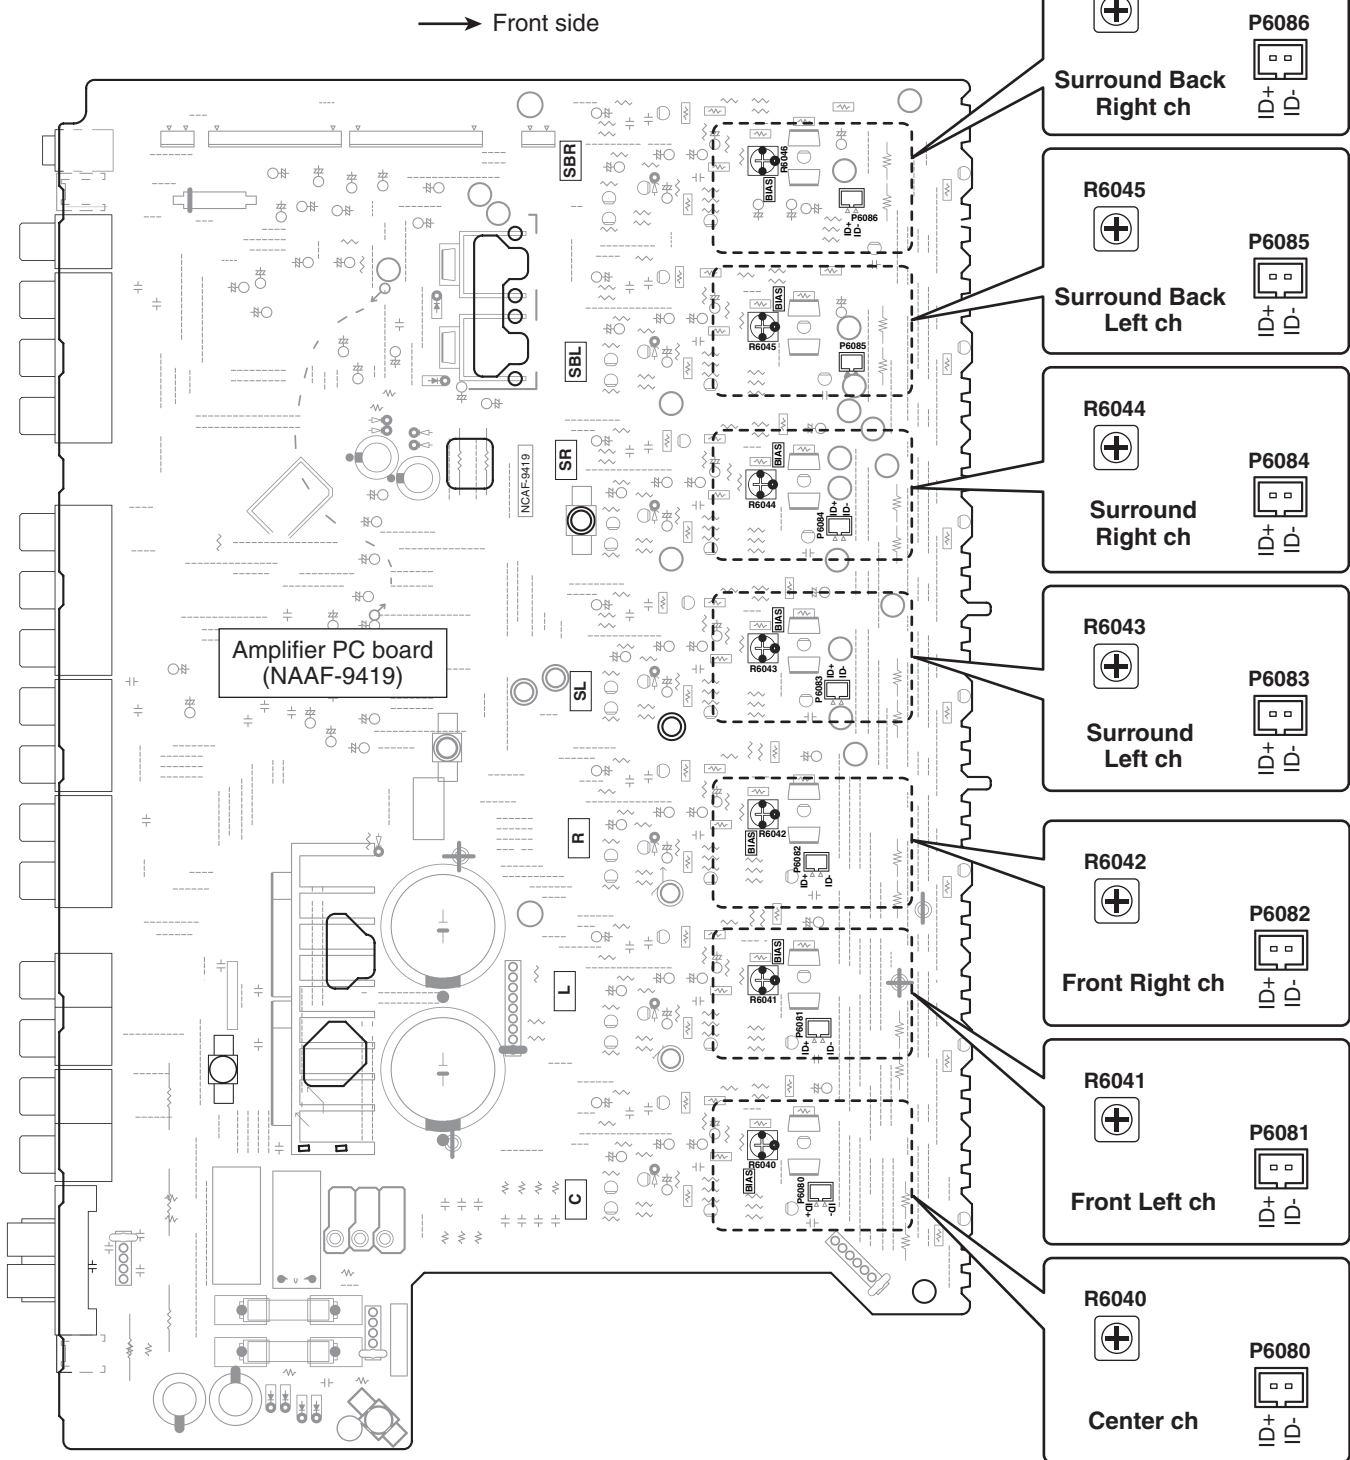 Front side
P6086
ID+
ID-
Surround Back
Right ch
R6045
P6085
ID+
ID-
Surround Back
Left ch
R6044
P6084
ID+
ID-
Surround
Right ch
R6043
P6083
ID+
ID-
Surround
Left ch
R6042
P6082
ID+
ID-
Front Right ch
R6041
P6081
ID+
ID-
Front Left ch
R6040
P6080
ID+
ID-
Center ch
SBR
R6046
BIAS
P6086
ID+
ID-
SBL
BIAS
R6045
P6085
SR
NCAF-9419
BIAS
R6044
P6084
ID+
ID-
Amplifier PC board
(NAAF-9419)
SL
BIAS
R6043
P6083
ID+
ID-
R
R6042
BIAS
P6082
ID+
ID-
L
BIAS
R6041
P6081
ID+
ID-
C
R6040
BIAS
P6080
ID+
ID-